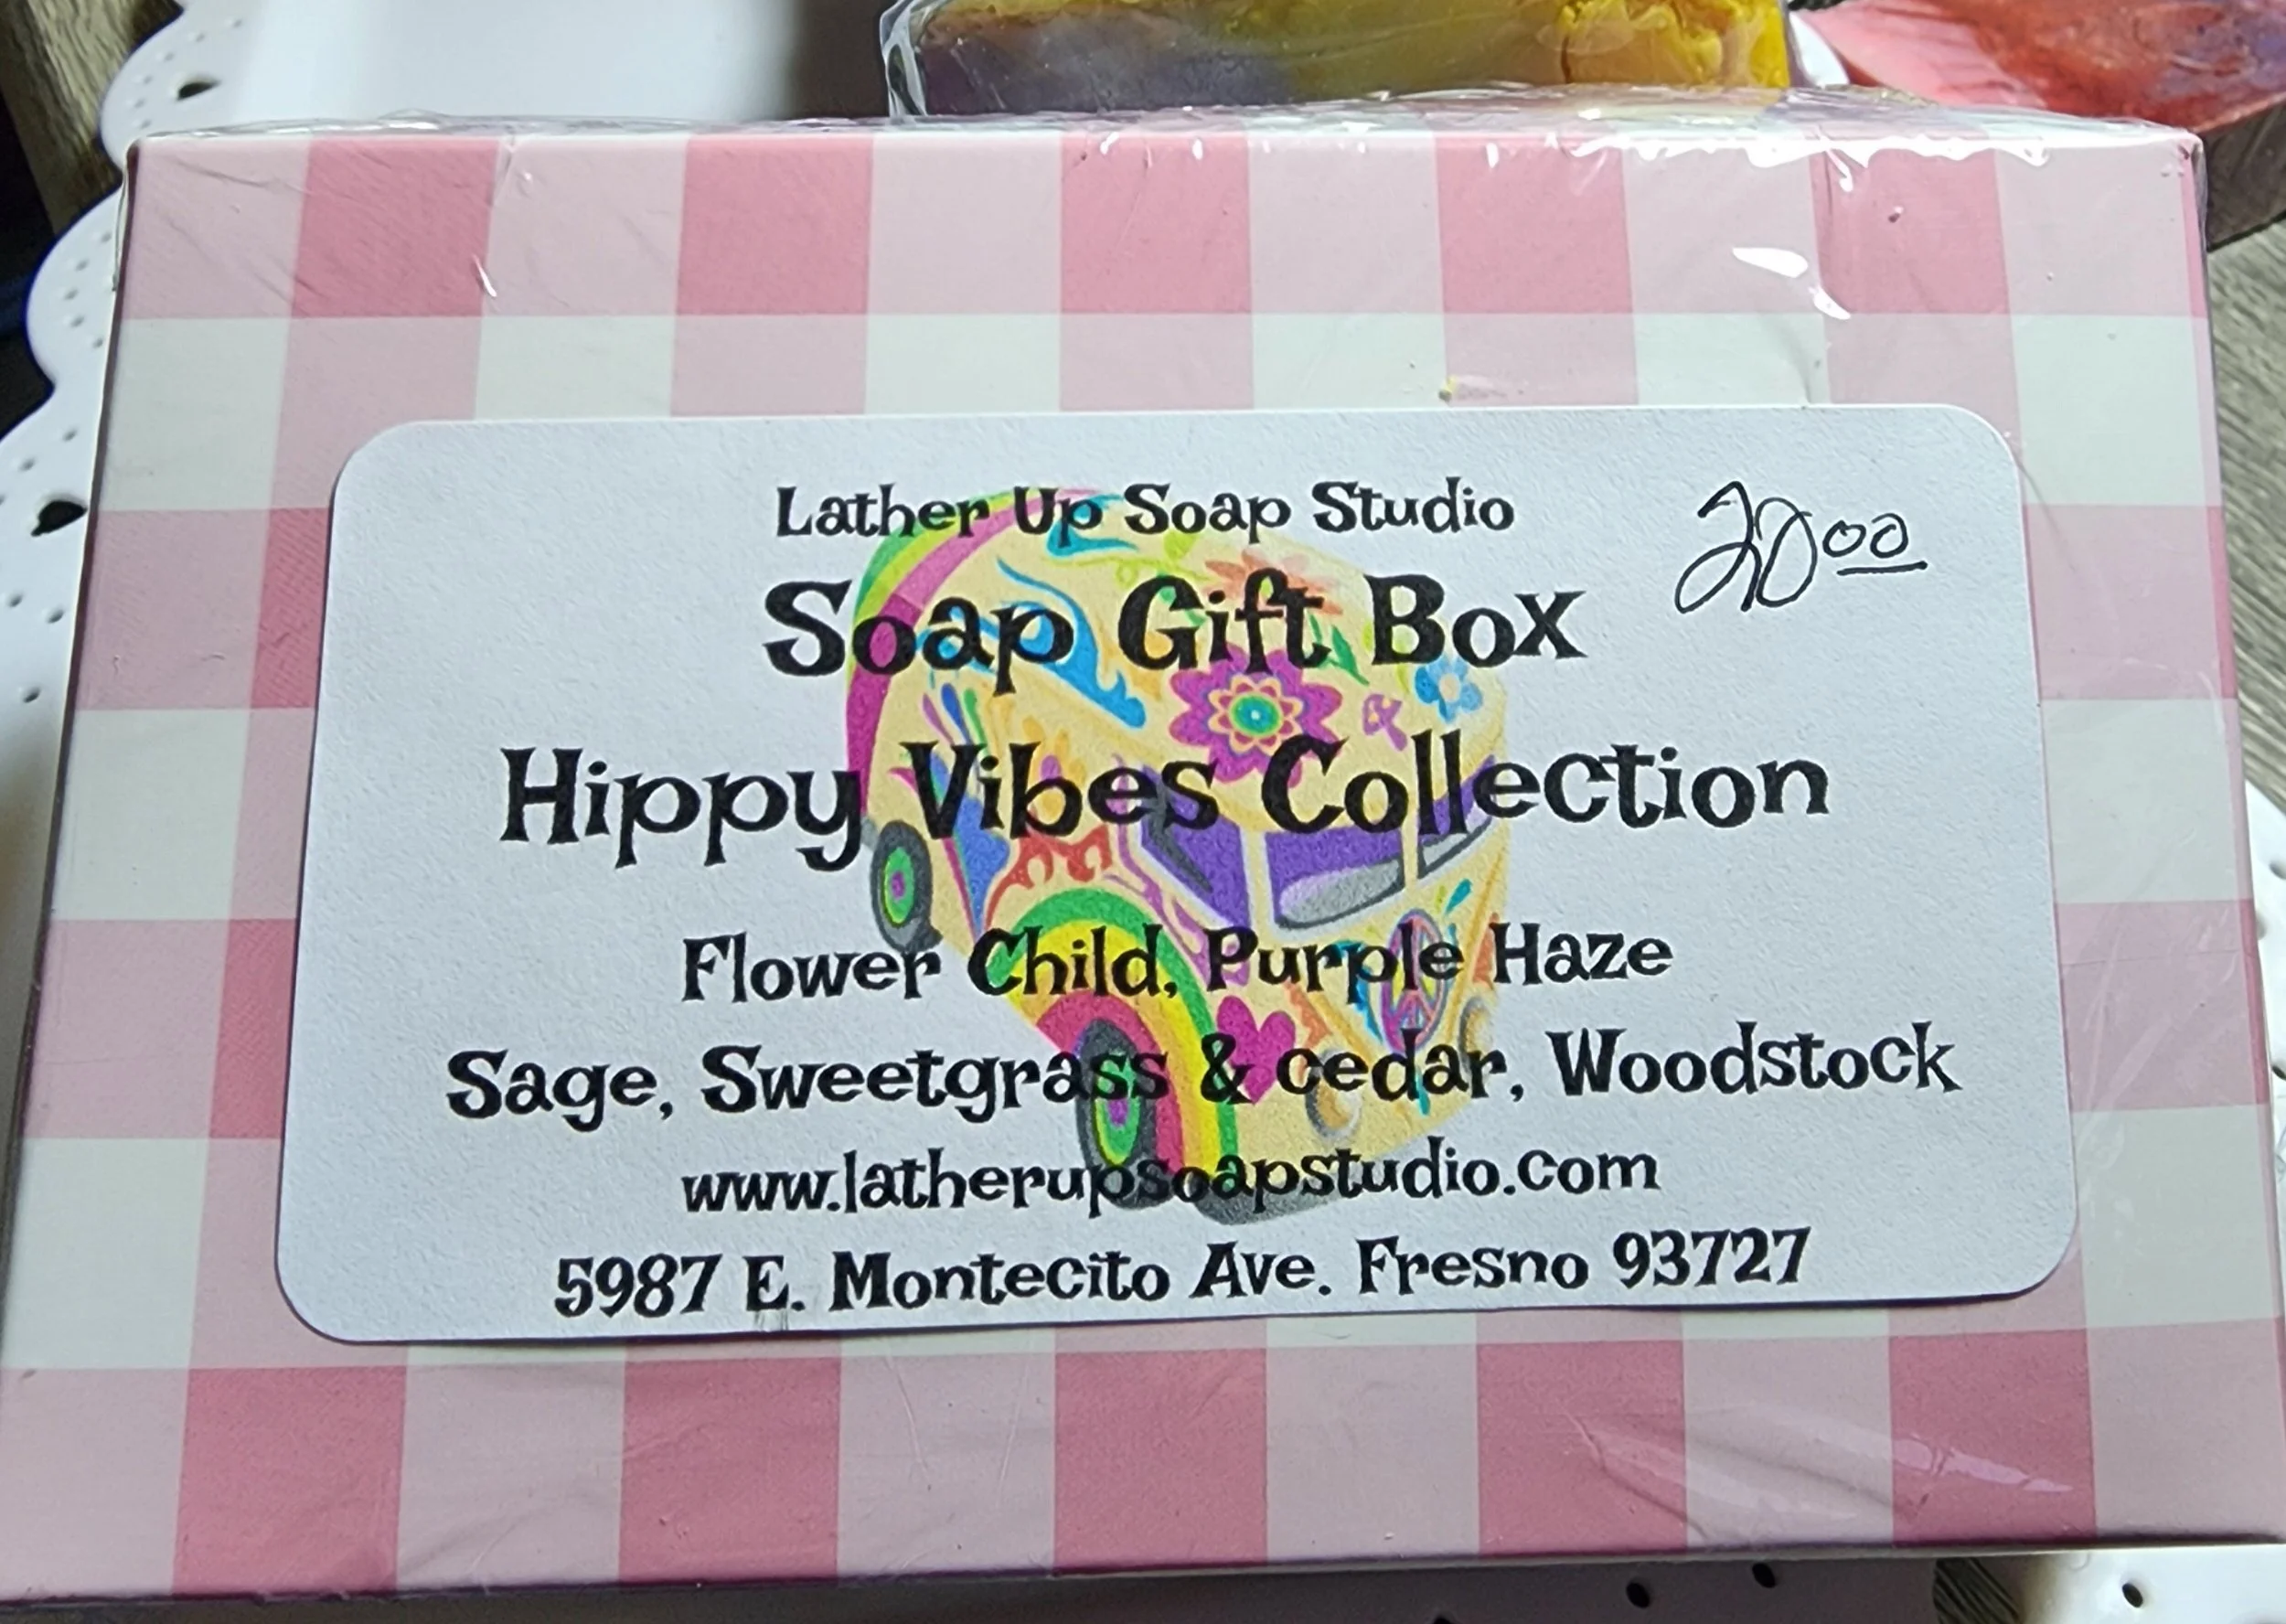 Lather Up Soap Studio
20 00
Soap Gift Box
Hippy Vibes Collection
Flower Child, Purple Haze
Sage, Sweetgrass & cedar, Woodstock
www.latherupsoapstudio.com
5987 E. Montecito Ave. Fresno 93727